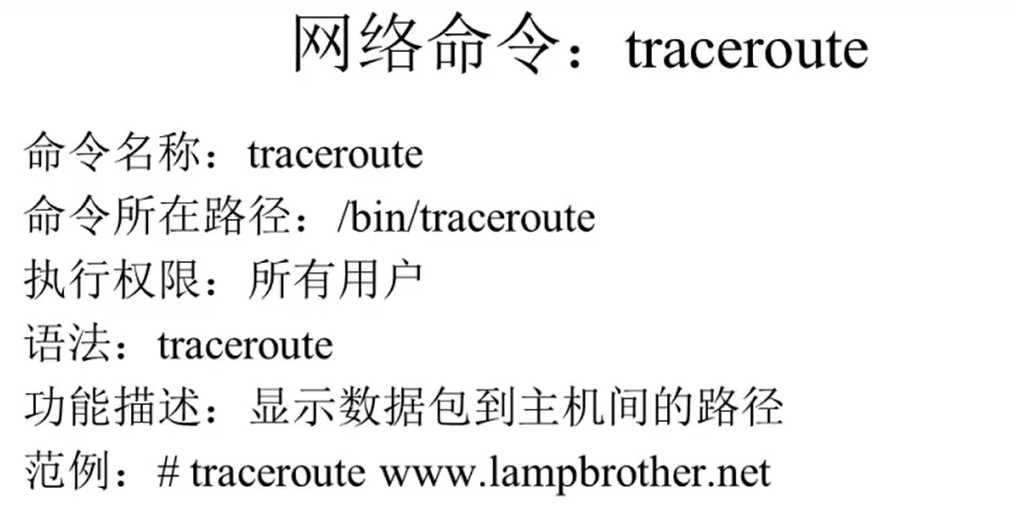 网络命令：traceroute
命令名称：traceroute
命令所在路径：/bin/traceroute
执行权限：所有用户
语法：traceroute
功能描述：显示数据包到主机间的路径
范例：# traceroute www.lampbrother.net